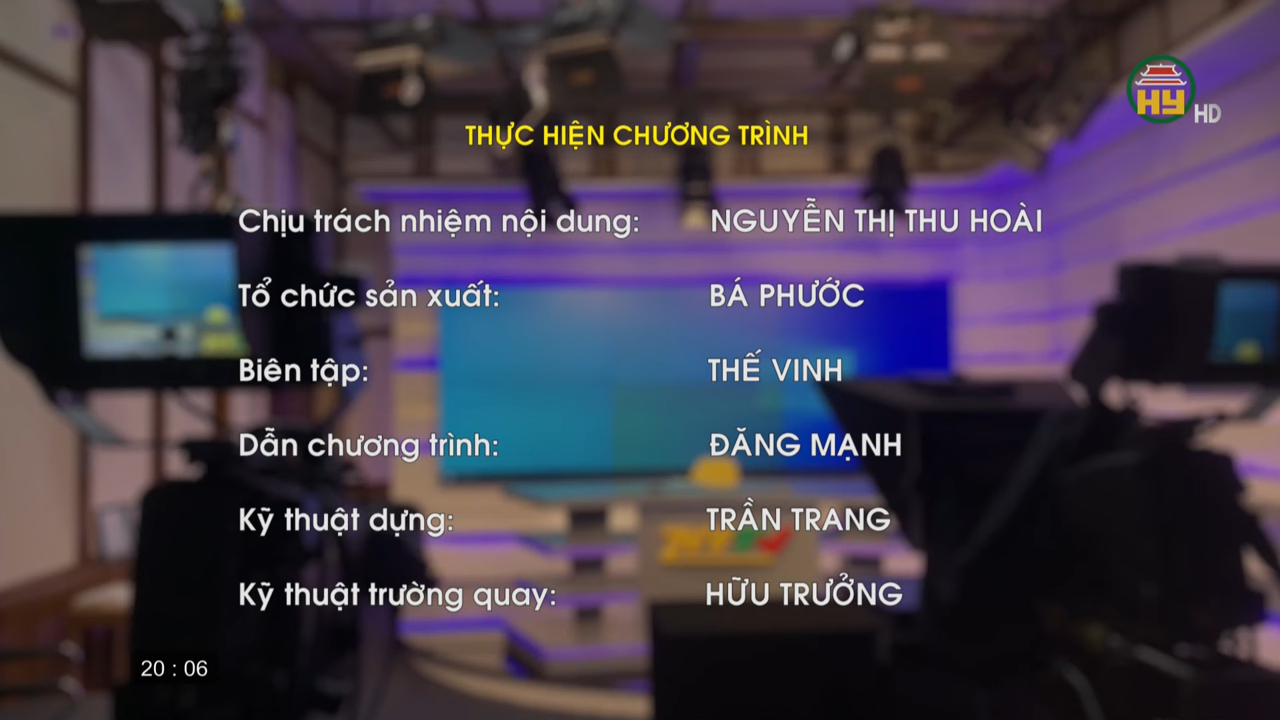 HY HD
THỰC HIỆN CHƯƠNG TRÌNH
Chịu trách nhiệm nội dung: NGUYỄN THỊ THU HOÀI
Tổ chức sản xuất: BÁ PHƯỚC
Biên tập: THẾ VINH
Dẫn chương trình: ĐĂNG MẠNH
Kỹ thuật dựng: TRẦN TRANG
Kỹ thuật trường quay: HỮU TRƯỞNG
20 : 06